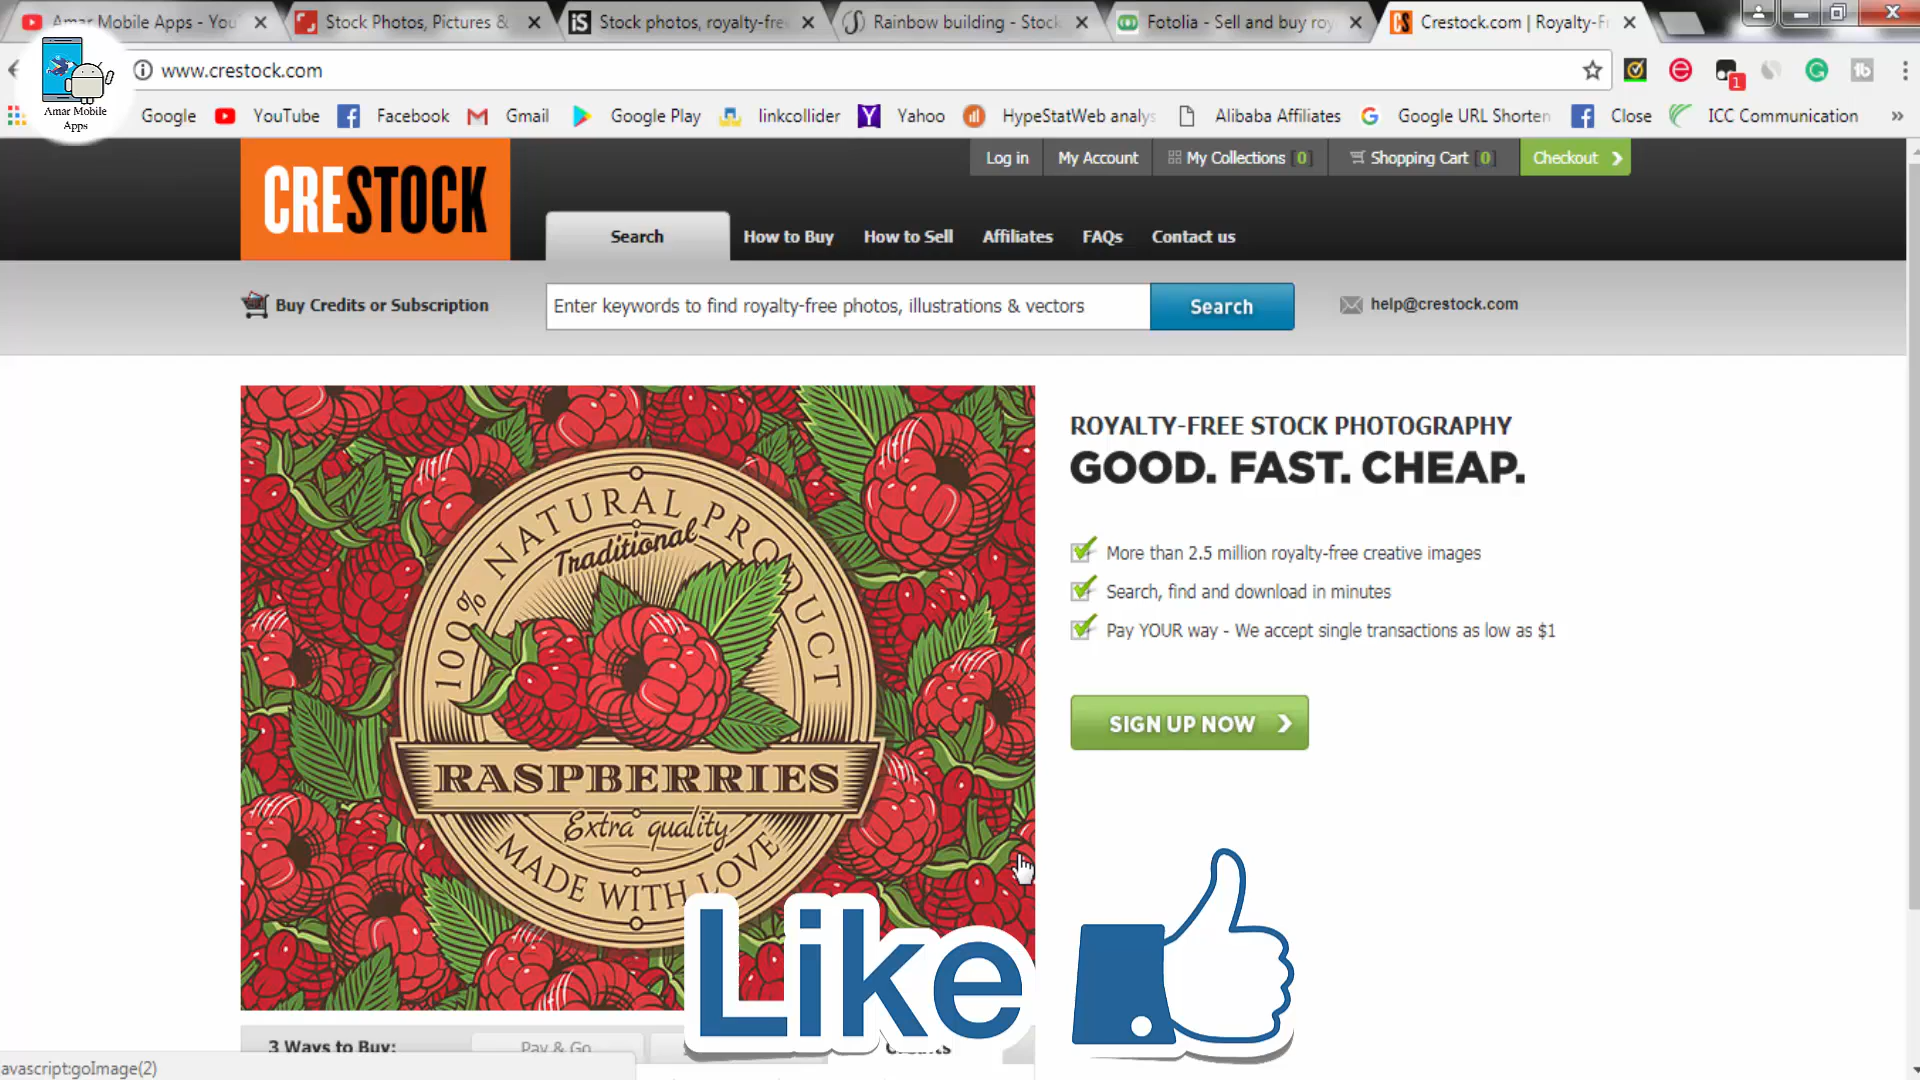 Amar Mobile Apps - You
Stock Photos, Pictures &
Stock photos, royalty-free
Rainbow building - Stock
Fotolia - Sell and buy roy
Crestock.com | Royalty-F
www.crestock.com
1
Amar Mobile
Apps
Google
YouTube
Facebook
Gmail
Google Play
linkcollider
Yahoo
HypeStatWeb analys
Alibaba Affiliates
Google URL Shorten
Close
ICC Communication
»
CRESTOCK
Log in
My Account
My Collections [0]
Shopping Cart [0]
Checkout
Search
How to Buy
How to Sell
Affiliates
FAQs
Contact us
Buy Credits or Subscription
Enter keywords to find royalty-free photos, illustrations & vectors
Search
help@crestock.com
100% NATURAL PRODUCT
Traditional
RASPBERRIES
Extra quality
MADE WITH LOVE
ROYALTY-FREE STOCK PHOTOGRAPHY
GOOD. FAST. CHEAP.
More than 2.5 million royalty-free creative images
Search, find and download in minutes
Pay YOUR way - We accept single transactions as low as $1
SIGN UP NOW
Like
3 Ways to Buy:
Pay & Go
Credits
avascript:goImage(2)